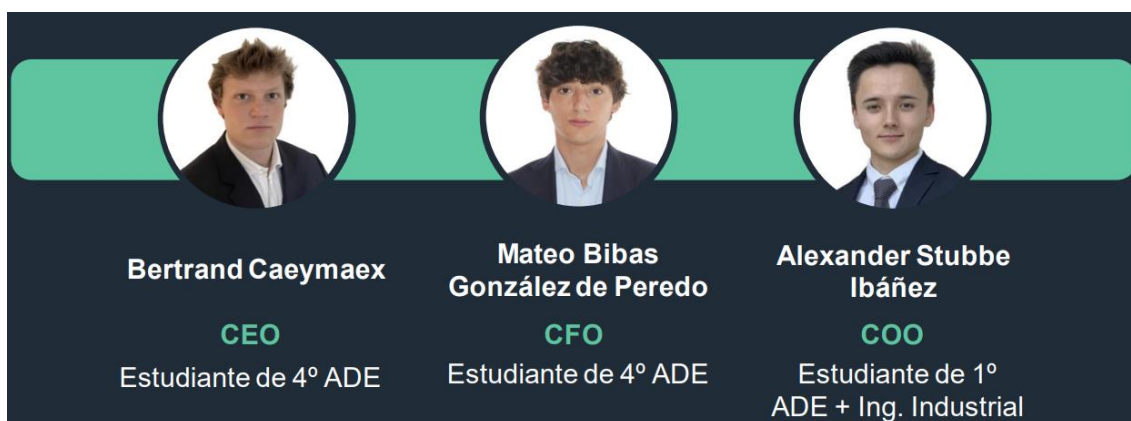 Bertrand Caeymaex
CEO
Estudiante de 4º ADE
Mateo Bibas
González de Peredo
CFO
Estudiante de 4º ADE
Alexander Stubbe
Ibáñez
COO
Estudiante de 1º
ADE + Ing. Industrial